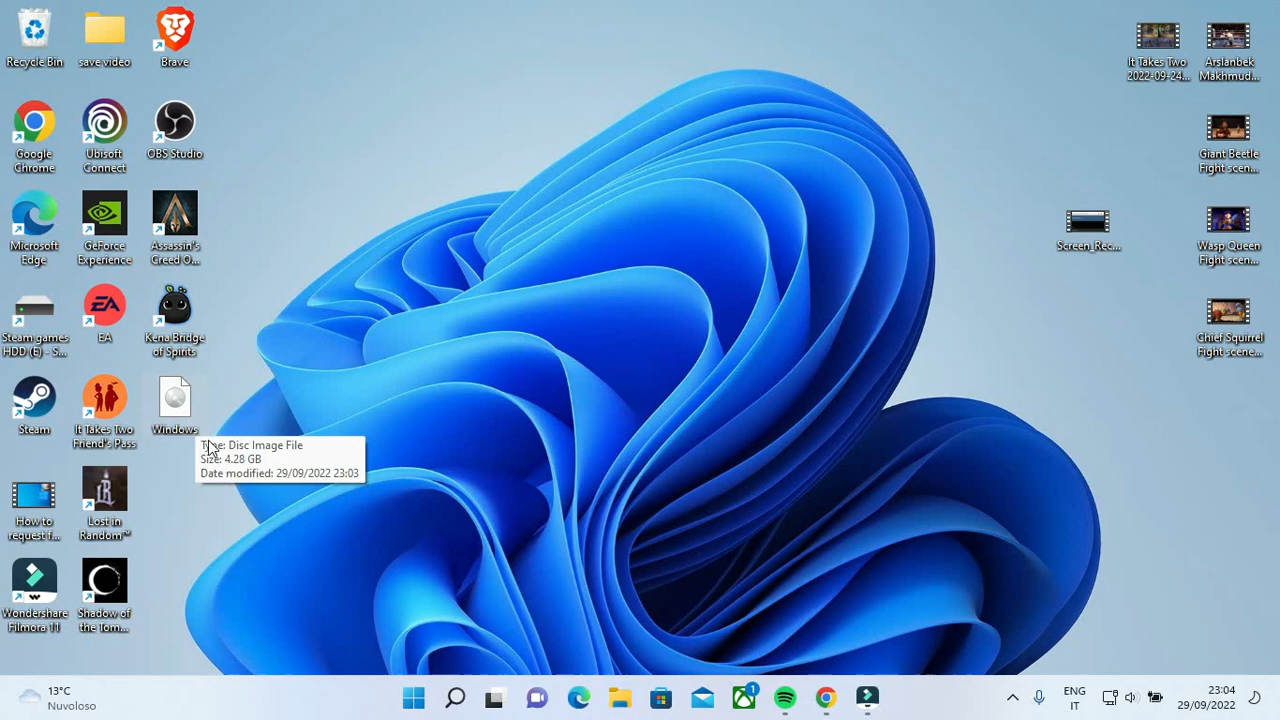 Recycle Bin
save video
Brave
Google
Chrome
Ubisoft
Connect
OBS Studio
Microsoft
Edge
GeForce
Experience
Assassin's
Creed O...
Steam games
HDD (E) - S...
EA
Kena Bridge
of Spirits
Steam
It Takes Two
Friend's Pass
Windows
Type: Disc Image File
Size: 4.28 GB
Date modified: 29/09/2022 23:03
How to
request f...
Lost in
Random™
Wondershare
Filmora 11
Shadow of
the Tom...
It Takes Two
2022-09-24...
Arslanbek
Makhmud...
Giant Beetle
Fight scen...
Screen_Rec...
Wasp Queen
Fight scen...
Chief Squirrel
Fight scene...
13°C
Nuvoloso
1
ENG
IT
23:04
29/09/2022